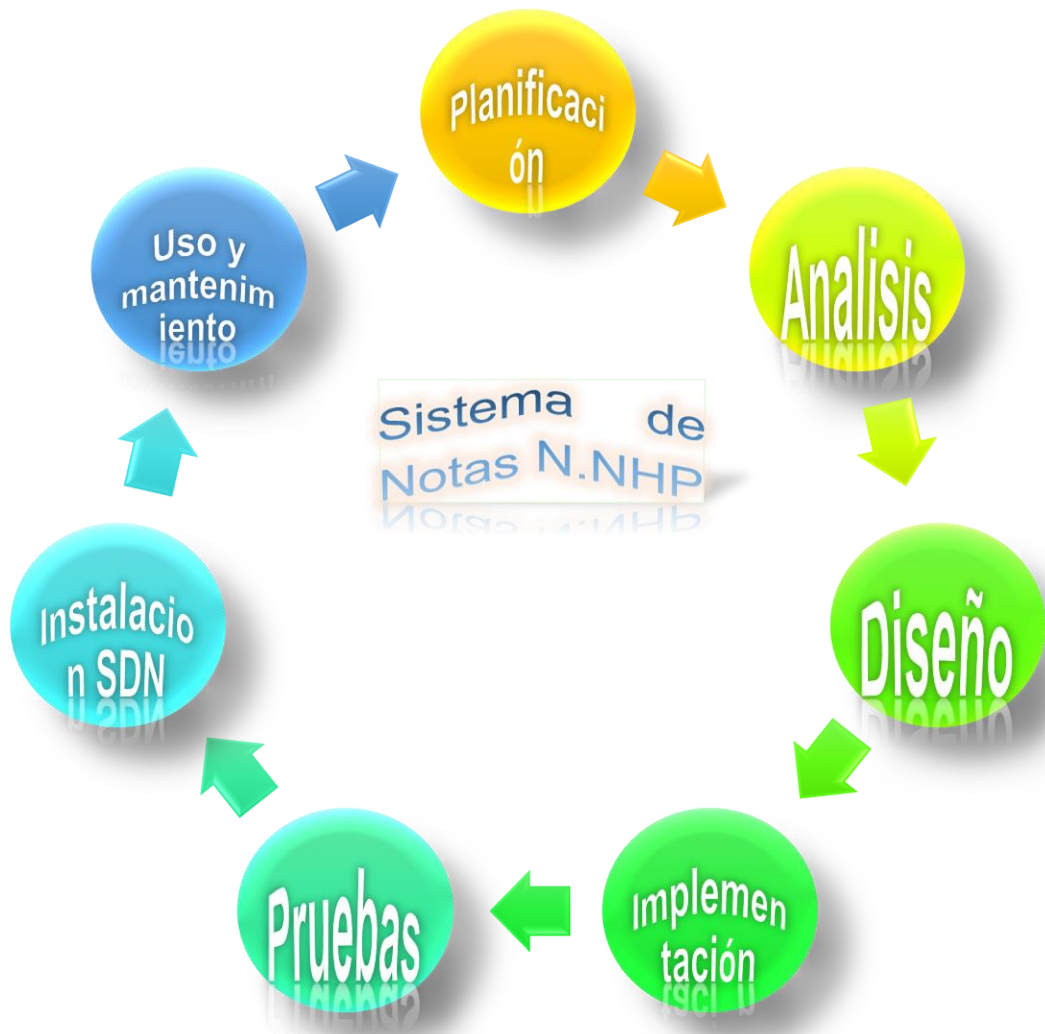 Planificaci
ón
Analisis
Diseño
Implemen
tación
Pruebas
Instalacio
n SDN
Uso y
mantenim
iento
Sistema de
Notas N.NHP